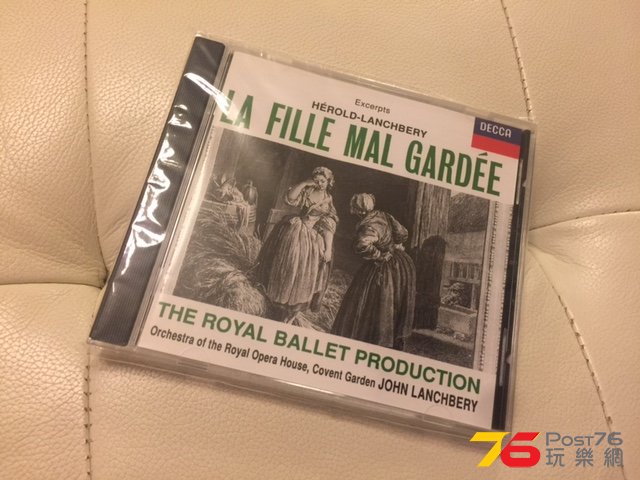 Excerpts
HÉROLD-LANCHBERY
LA FILLE MAL GARDÉE
DECCA
THE ROYAL BALLET PRODUCTION
Orchestra of the Royal Opera House, Covent Garden JOHN LANCHBERY
76 Post76
玩樂網